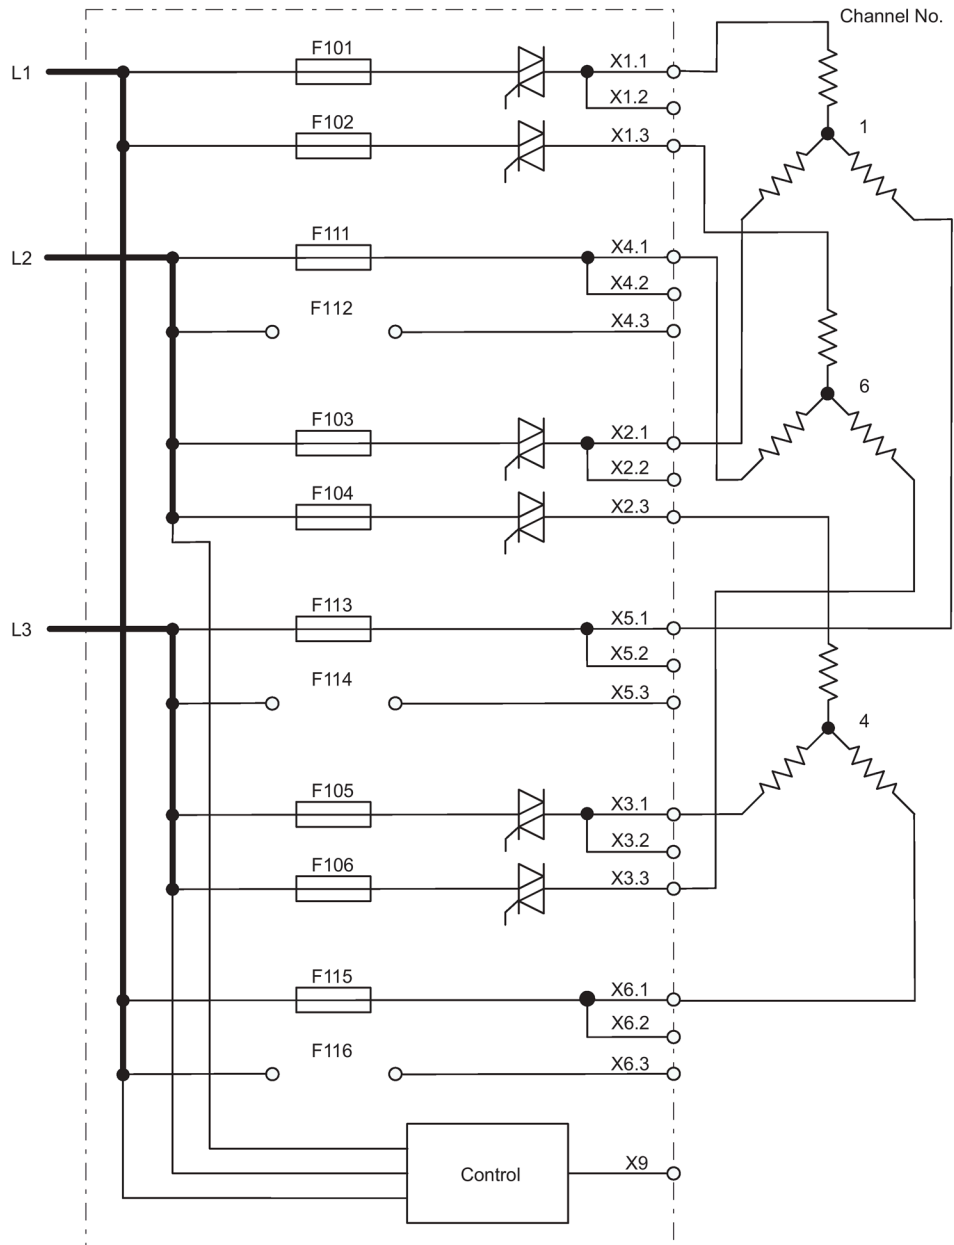 Channel No.
L1
F101
X1.1
X1.2
F102
X1.3
1
L2
F111
X4.1
X4.2
F112
X4.3
6
F103
X2.1
X2.2
F104
X2.3
L3
F113
X5.1
X5.2
F114
X5.3
4
F105
X3.1
X3.2
F106
X3.3
F115
X6.1
X6.2
F116
X6.3
Control
X9